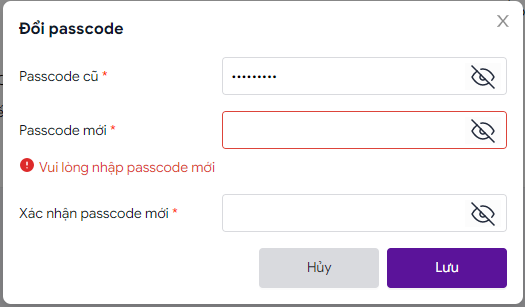 Đổi passcode
Passcode cũ *
•••••••••
Passcode mới *
Vui lòng nhập passcode mới
Xác nhận passcode mới *
Hủy
Lưu